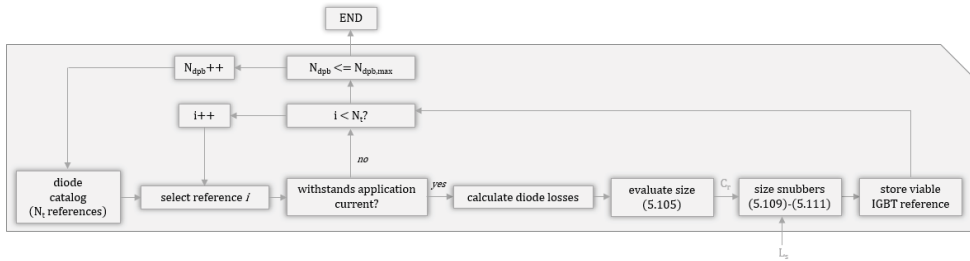 END
N_dpb++
N_dpb <= N_dpb,max
i++
i < N_t?
no
diode
catalog
(N_t references)
select reference i
withstands application
current?
yes
calculate diode losses
evaluate size
(5.105)
C_r
size snubbers
(5.109)-(5.111)
store viable
IGBT reference
L_s